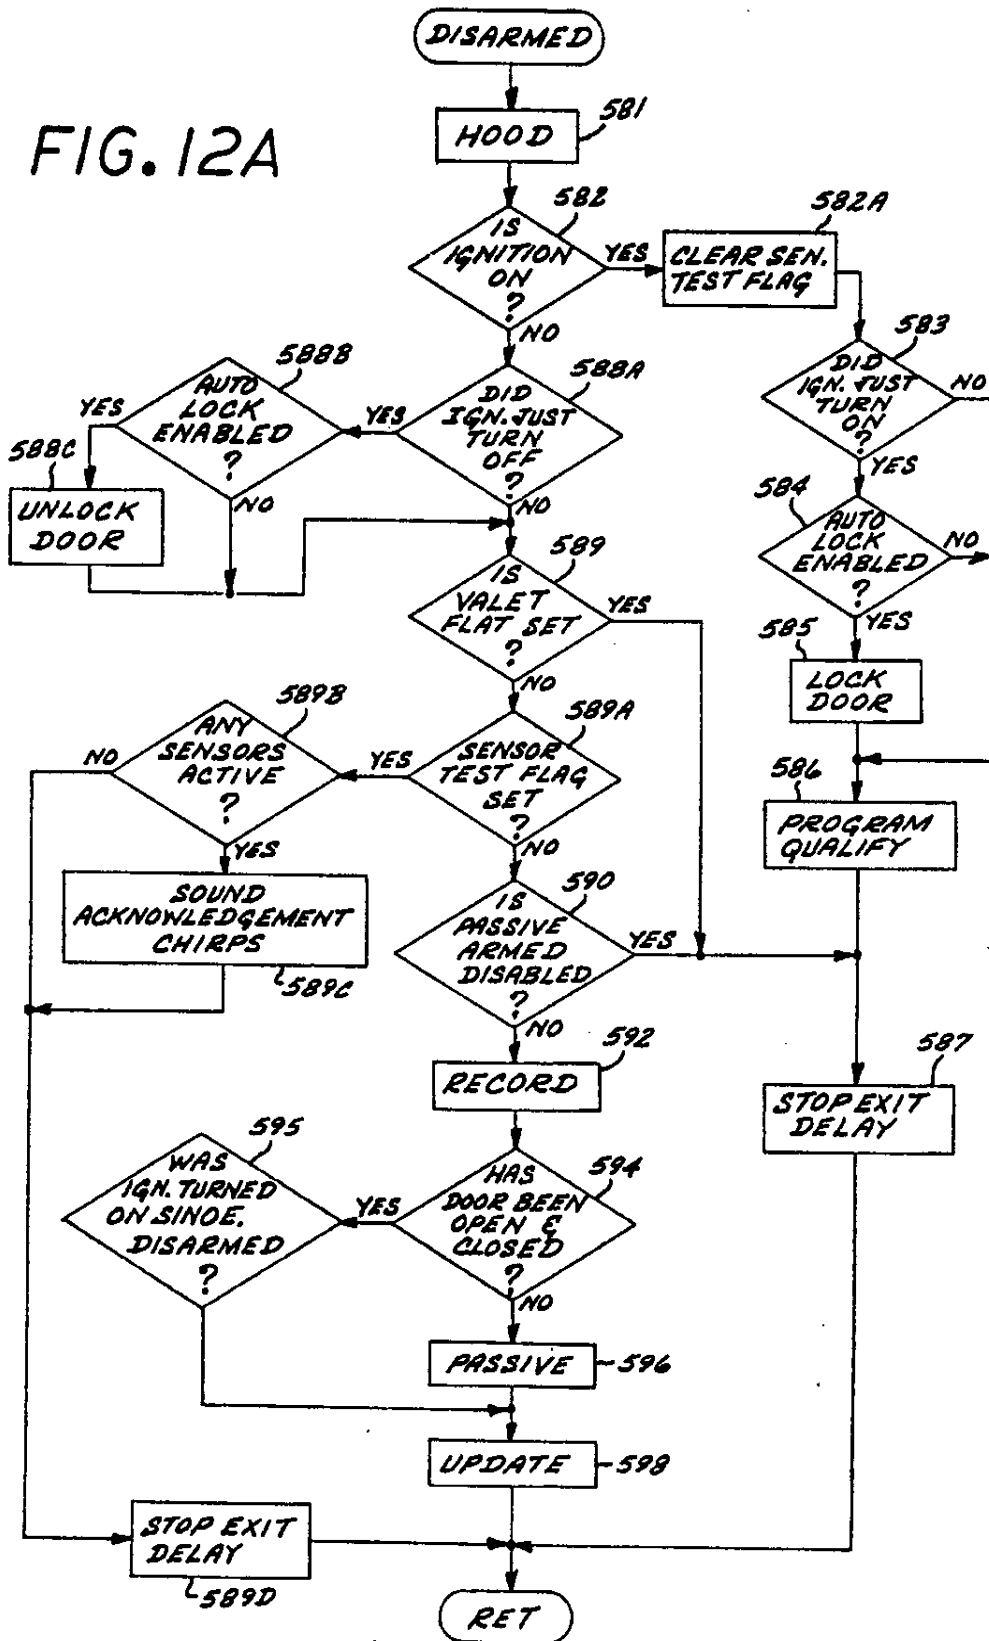 DISARMED
FIG. 12A
HOOD
581
IS
IGNITION
ON
?
582
YES
NO
CLEAR SEN.
TEST FLAG
582A
DID
IGN. JUST
TURN
ON
?
583
NO
YES
DID
IGN. JUST
TURN
OFF
?
588A
YES
NO
AUTO
LOCK
ENABLED
?
588B
YES
NO
588C
UNLOCK
DOOR
584
AUTO
LOCK
ENABLED
?
NO
YES
585
LOCK
DOOR
IS
VALET
FLAT SET
?
589
YES
NO
SENSOR
TEST FLAG
SET
?
589A
YES
NO
ANY
SENSORS
ACTIVE
?
589B
NO
YES
SOUND
ACKNOWLEDGEMENT
CHIRPS
589C
586
PROGRAM
QUALIFY
IS
PASSIVE
ARMED
DISABLED
?
590
YES
NO
RECORD
592
587
STOP EXIT
DELAY
HAS
DOOR BEEN
OPEN &
CLOSED
?
594
YES
NO
WAS
IGN. TURNED
ON SINOE.
DISARMED
?
595
PASSIVE
596
UPDATE
598
STOP EXIT
DELAY
589D
RET